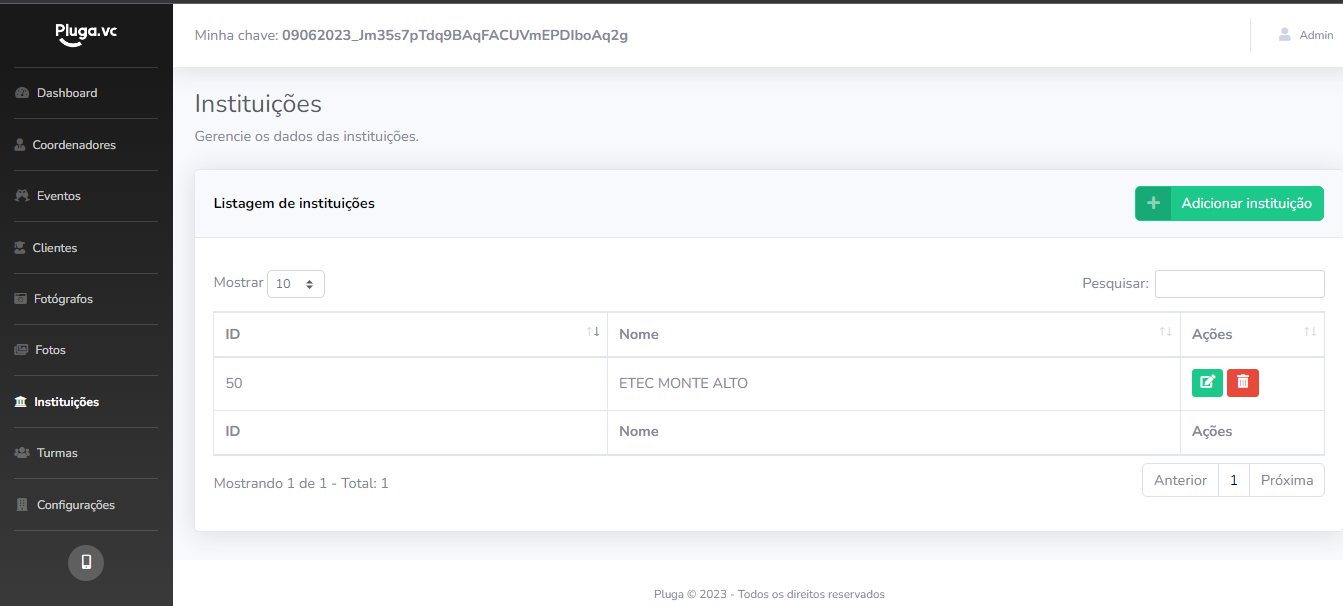 Pluga.vc
Minha chave: 09062023_Jm35s7pTdq9BAqFACUVmEPDIboAq2g
Admin
Dashboard
Coordenadores
Eventos
Clientes
Fotógrafos
Fotos
Instituições
Turmas
Configurações
Instituições
Gerencie os dados das instituições.
Listagem de instituições
+ Adicionar instituição
Mostrar 10
Pesquisar:
ID Nome Ações
50 ETEC MONTE ALTO
ID Nome Ações
Mostrando 1 de 1 - Total: 1
Anterior 1 Próxima
Pluga © 2023 - Todos os direitos reservados